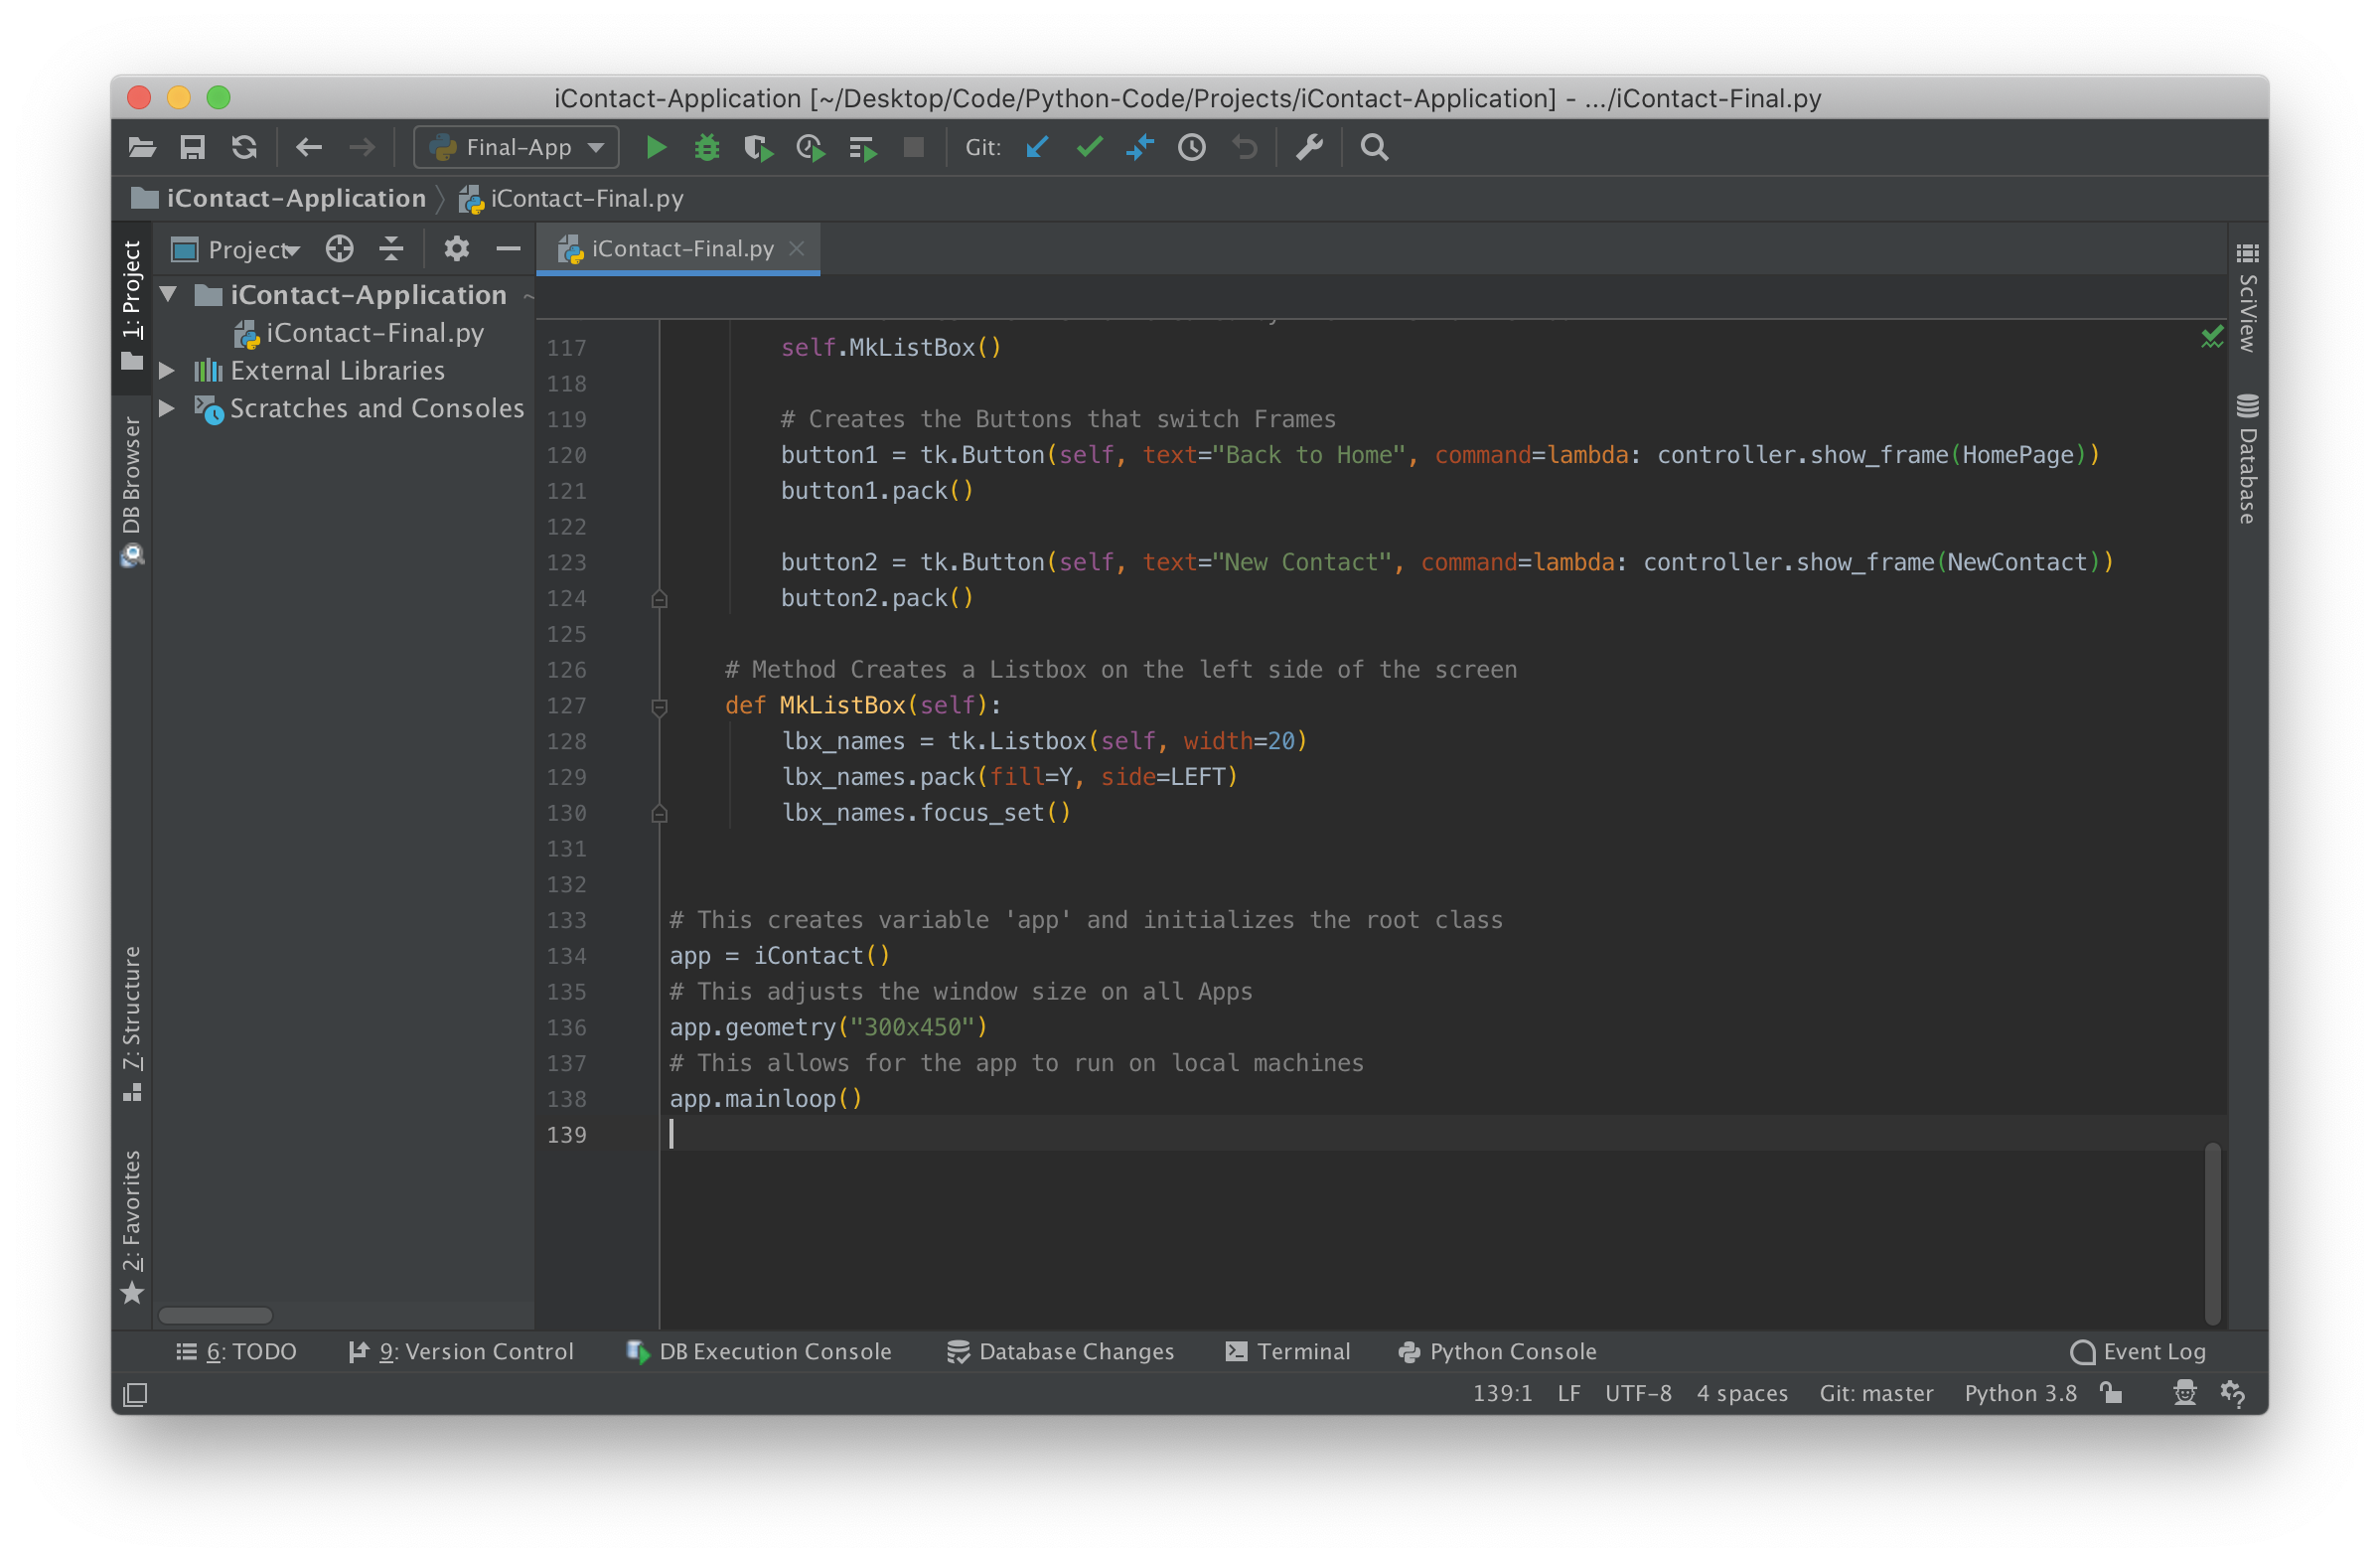 iContact-Application [~/Desktop/Code/Python-Code/Projects/iContact-Application] - .../iContact-Final.py
Final-App
Git:
iContact-Application
iContact-Final.py
1: Project
DB Browser
7: Structure
2: Favorites
Project
iContact-Application ~
iContact-Final.py
External Libraries
Scratches and Consoles
iContact-Final.py
117 self.MkListBox()
118
119 # Creates the Buttons that switch Frames
120 button1 = tk.Button(self, text="Back to Home", command=lambda: controller.show_frame(HomePage))
121 button1.pack()
122
123 button2 = tk.Button(self, text="New Contact", command=lambda: controller.show_frame(NewContact))
124 button2.pack()
125
126 # Method Creates a Listbox on the left side of the screen
127 def MkListBox(self):
128 lbx_names = tk.Listbox(self, width=20)
129 lbx_names.pack(fill=Y, side=LEFT)
130 lbx_names.focus_set()
131
132
133 # This creates variable 'app' and initializes the root class
134 app = iContact()
135 # This adjusts the window size on all Apps
136 app.geometry("300x450")
137 # This allows for the app to run on local machines
138 app.mainloop()
139
SciView
Database
6: TODO
9: Version Control
DB Execution Console
Database Changes
Terminal
Python Console
Event Log
139:1 LF UTF-8 4 spaces Git: master Python 3.8